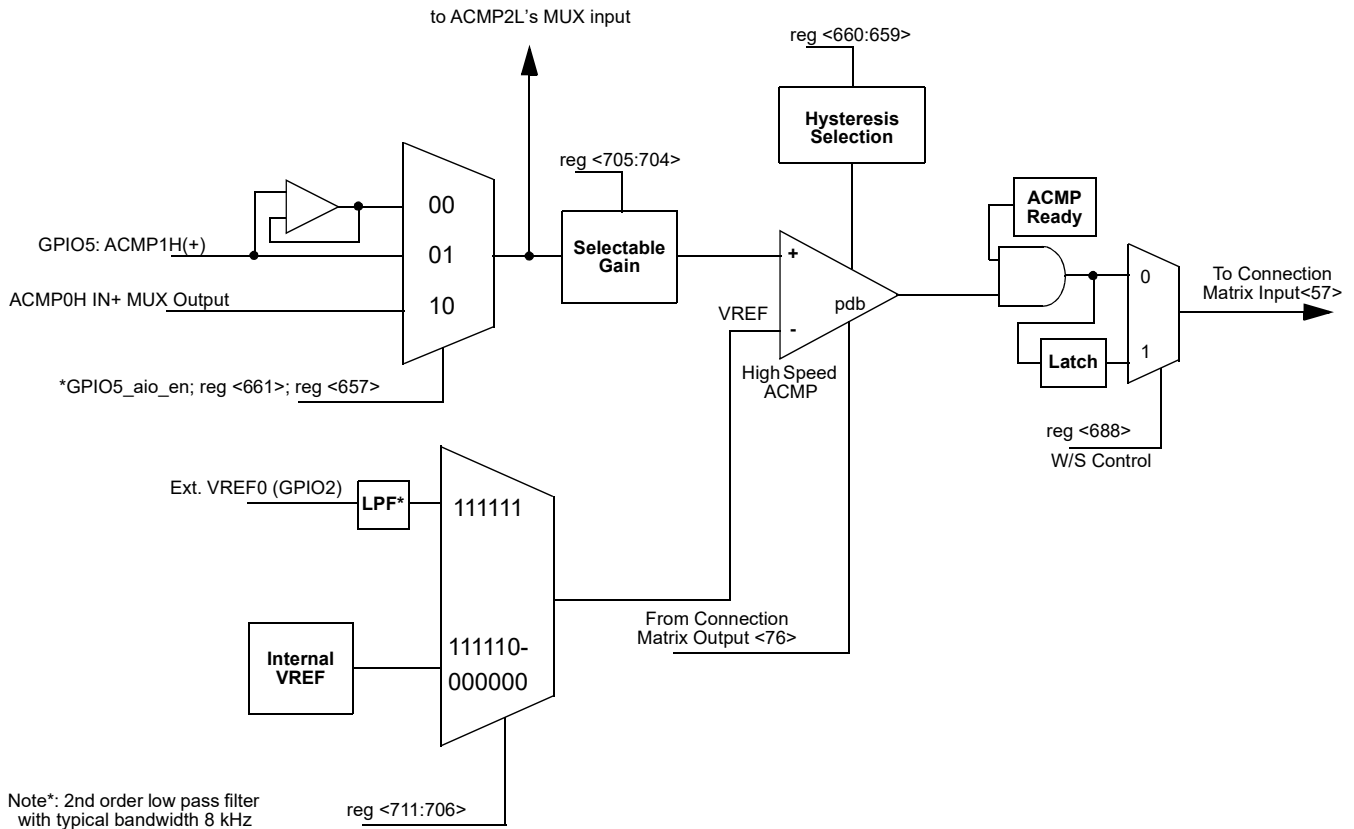 to ACMP2L's MUX input
reg <660:659>
Hysteresis
Selection
reg <705:704>
ACMP
Ready
00
GPIO5: ACMP1H(+)
01
Selectable
Gain
+
To Connection
Matrix Input<57>
0
ACMP0H IN+ MUX Output
10
VREF
pdb
-
1
Latch
High Speed
ACMP
*GPIO5_aio_en; reg <661>; reg <657>
reg <688>
W/S Control
Ext. VREF0 (GPIO2)
LPF*
111111
From Connection
Matrix Output <76>
Internal
VREF
111110-
000000
Note*: 2nd order low pass filter
with typical bandwidth 8 kHz
reg <711:706>